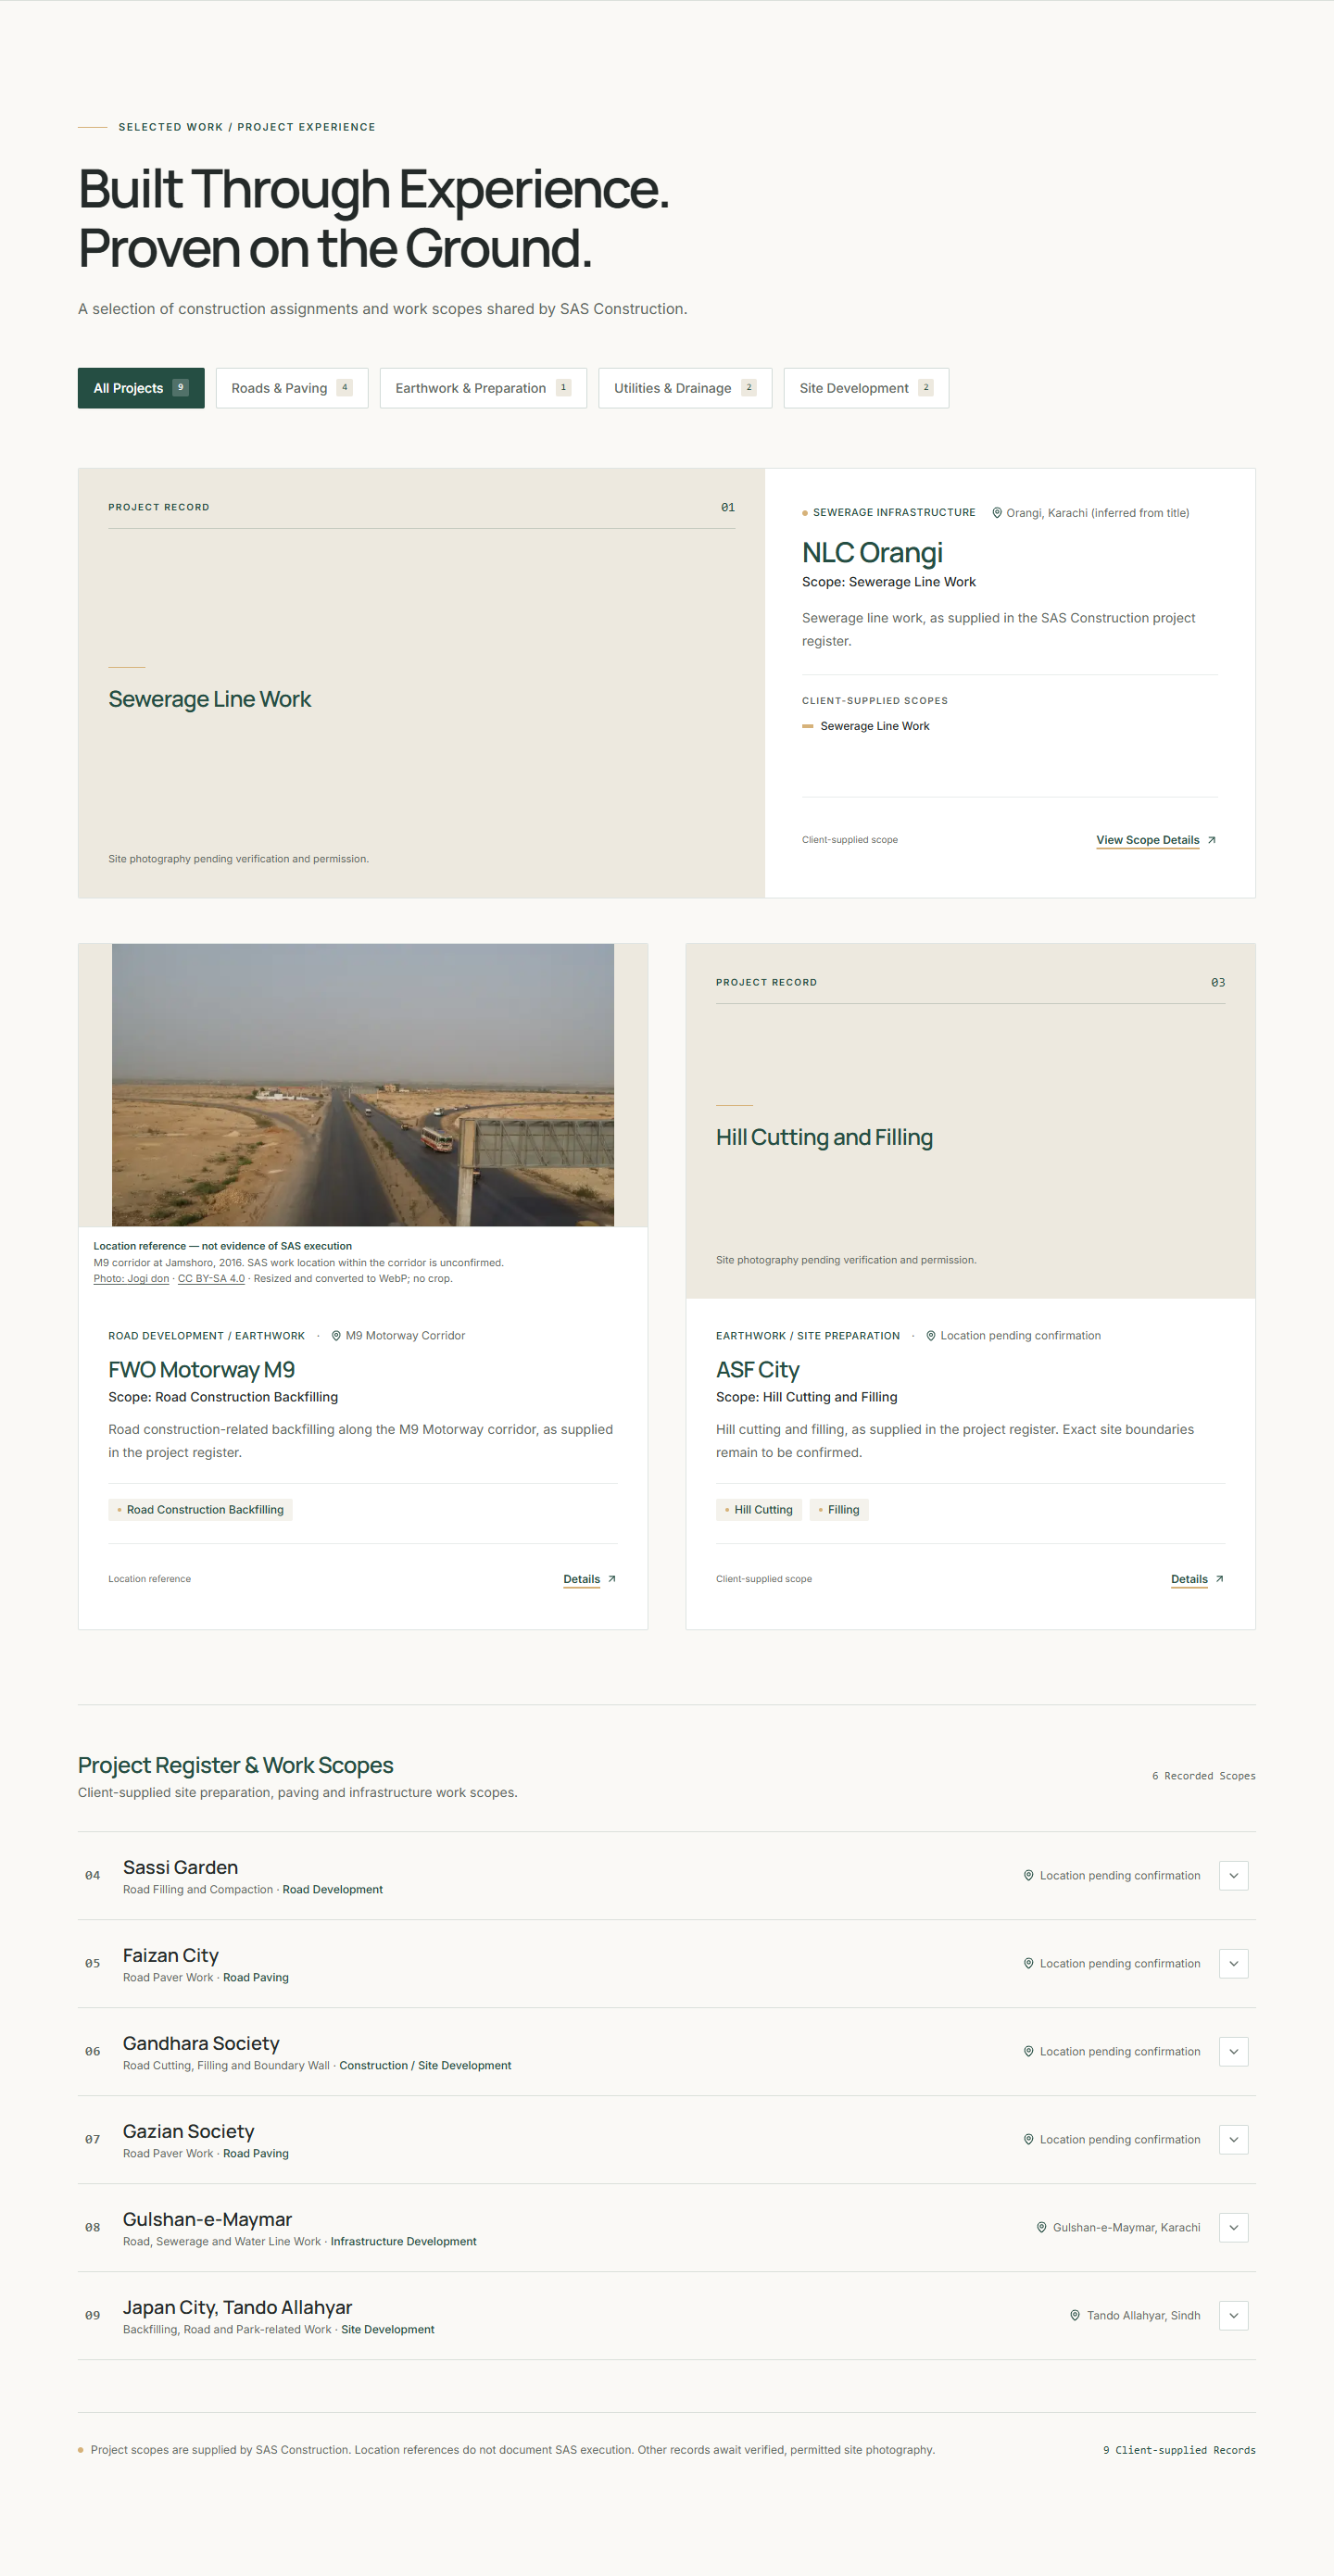 SELECTED WORK / PROJECT EXPERIENCE
Built Through Experience.
Proven on the Ground.
A selection of construction assignments and work scopes shared by SAS Construction.
All Projects 9
Roads & Paving 4
Earthwork & Preparation 1
Utilities & Drainage 2
Site Development 2
PROJECT RECORD 01
Sewerage Line Work
Site photography pending verification and permission.
SEWERAGE INFRASTRUCTURE Orangi, Karachi (inferred from title)
NLC Orangi
Scope: Sewerage Line Work
Sewerage line work, as supplied in the SAS Construction project
register.
CLIENT-SUPPLIED SCOPES
Sewerage Line Work
Client-supplied scope View Scope Details
Location reference — not evidence of SAS execution
M9 corridor at Jamshoro, 2016. SAS work location within the corridor is unconfirmed.
Photo: Jogi don · CC BY-SA 4.0 · Resized and converted to WebP; no crop.
ROAD DEVELOPMENT / EARTHWORK · M9 Motorway Corridor
FWO Motorway M9
Scope: Road Construction Backfilling
Road construction-related backfilling along the M9 Motorway corridor, as supplied
in the project register.
Road Construction Backfilling
Location reference Details
PROJECT RECORD 03
Hill Cutting and Filling
Site photography pending verification and permission.
EARTHWORK / SITE PREPARATION · Location pending confirmation
ASF City
Scope: Hill Cutting and Filling
Hill cutting and filling, as supplied in the project register. Exact site boundaries
remain to be confirmed.
Hill Cutting Filling
Client-supplied scope Details
Project Register & Work Scopes
Client-supplied site preparation, paving and infrastructure work scopes.
6 Recorded Scopes
04 Sassi Garden
Road Filling and Compaction · Road Development
Location pending confirmation
05 Faizan City
Road Paver Work · Road Paving
Location pending confirmation
06 Gandhara Society
Road Cutting, Filling and Boundary Wall · Construction / Site Development
Location pending confirmation
07 Gazian Society
Road Paver Work · Road Paving
Location pending confirmation
08 Gulshan-e-Maymar
Road, Sewerage and Water Line Work · Infrastructure Development
Gulshan-e-Maymar, Karachi
09 Japan City, Tando Allahyar
Backfilling, Road and Park-related Work · Site Development
Tando Allahyar, Sindh
Project scopes are supplied by SAS Construction. Location references do not document SAS execution. Other records await verified, permitted site photography.
9 Client-supplied Records